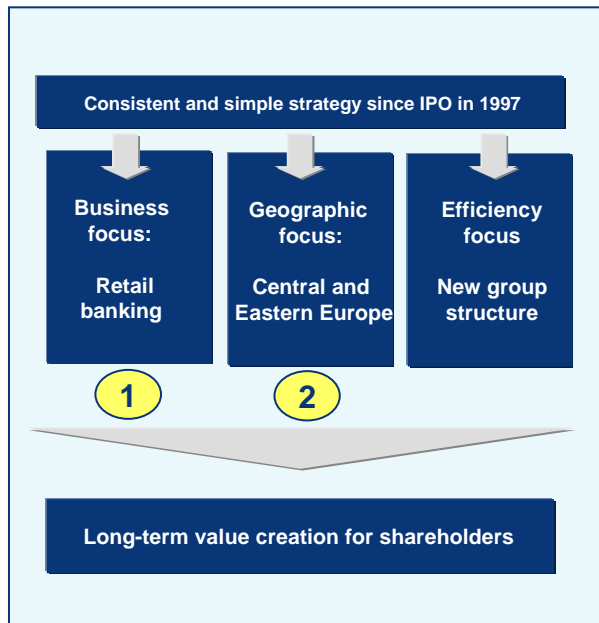 Consistent and simple strategy since IPO in 1997
Business
focus:
Retail
banking
Geographic
focus:
Central and
Eastern Europe
Efficiency
focus
New group
structure
1
2
Long-term value creation for shareholders